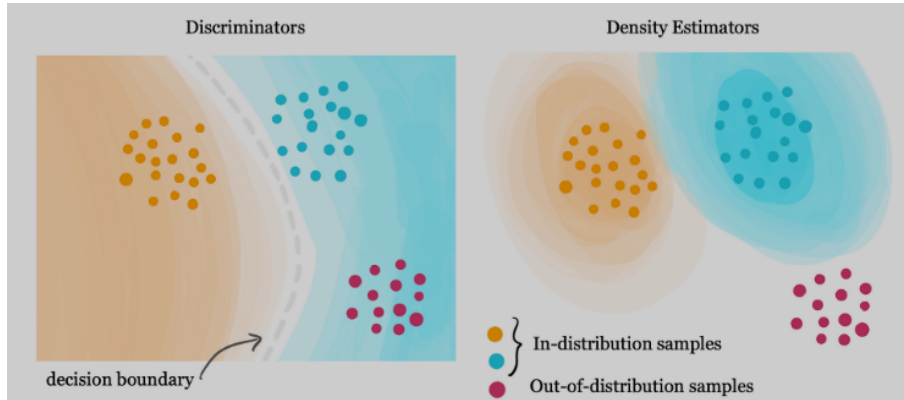 Discriminators
Density Estimators
decision boundary
In-distribution samples
Out-of-distribution samples